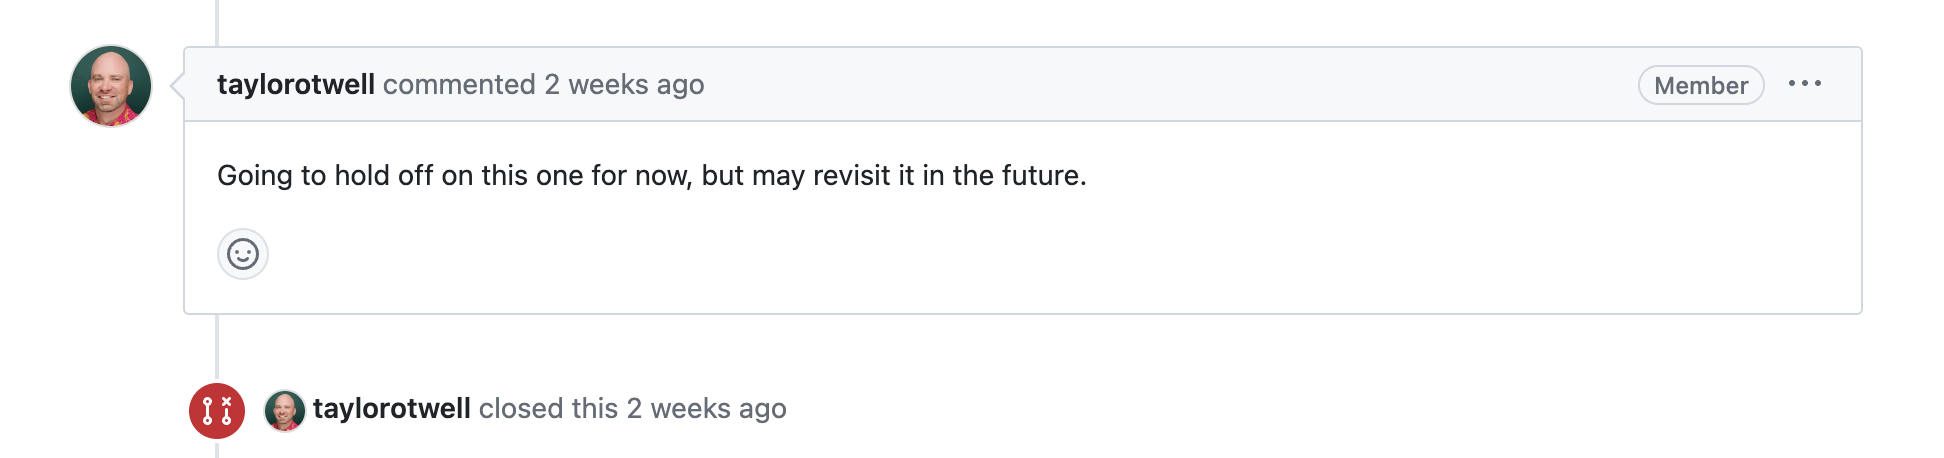 taylorotwell commented 2 weeks ago Member
Going to hold off on this one for now, but may revisit it in the future.
taylorotwell closed this 2 weeks ago